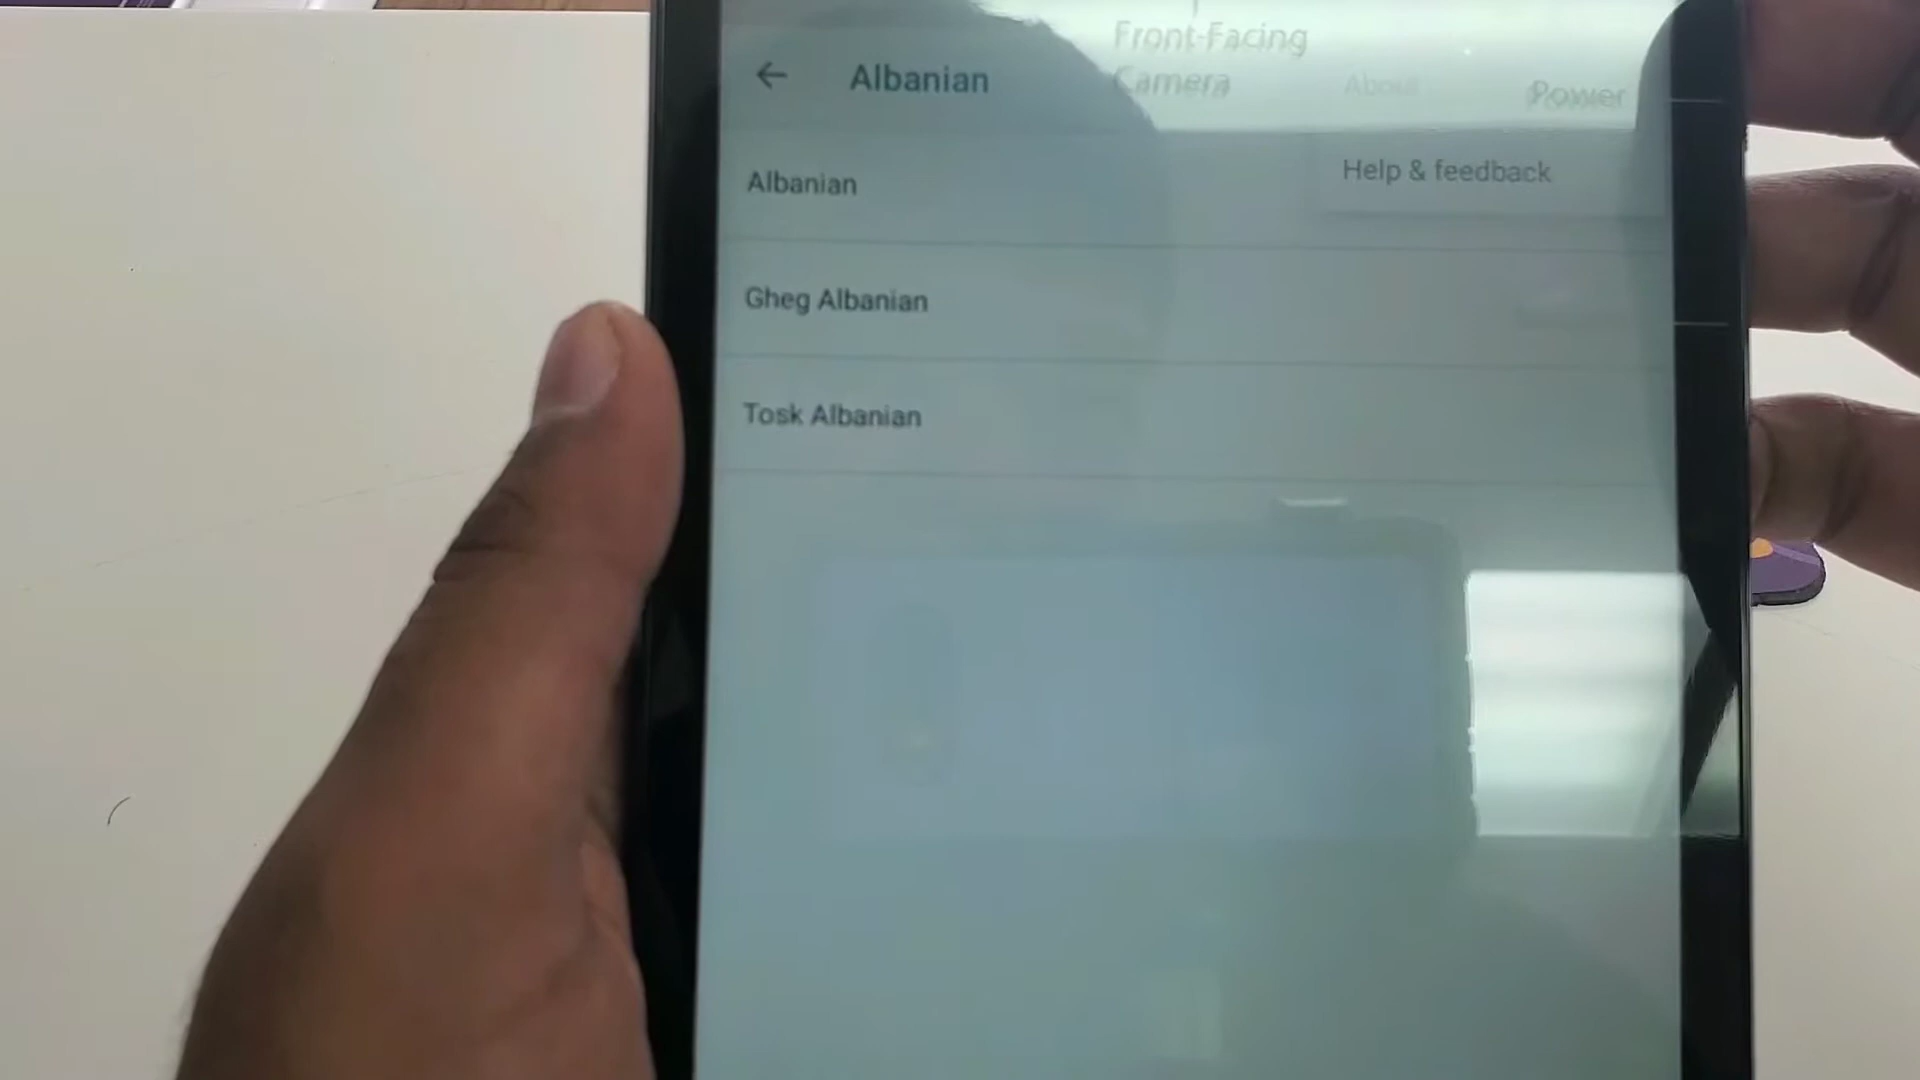 Front-Facing
Camera
Albanian
About
Power
Help & feedback
Albanian
Gheg Albanian
Tosk Albanian